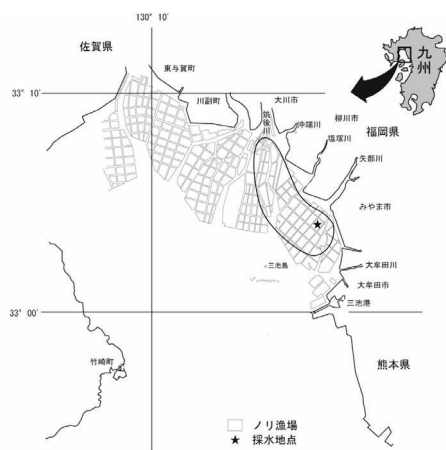 130° 10'
佐賀県
九州
東与賀町
33° 10'
川副町
筑後川
大川市
沖端川
柳川市
福岡県
塩塚川
矢部川
みやま市
三池島
大牟田川
大牟田市
三池港
33° 00'
竹崎町
熊本県
ノリ漁場
★ 採水地点